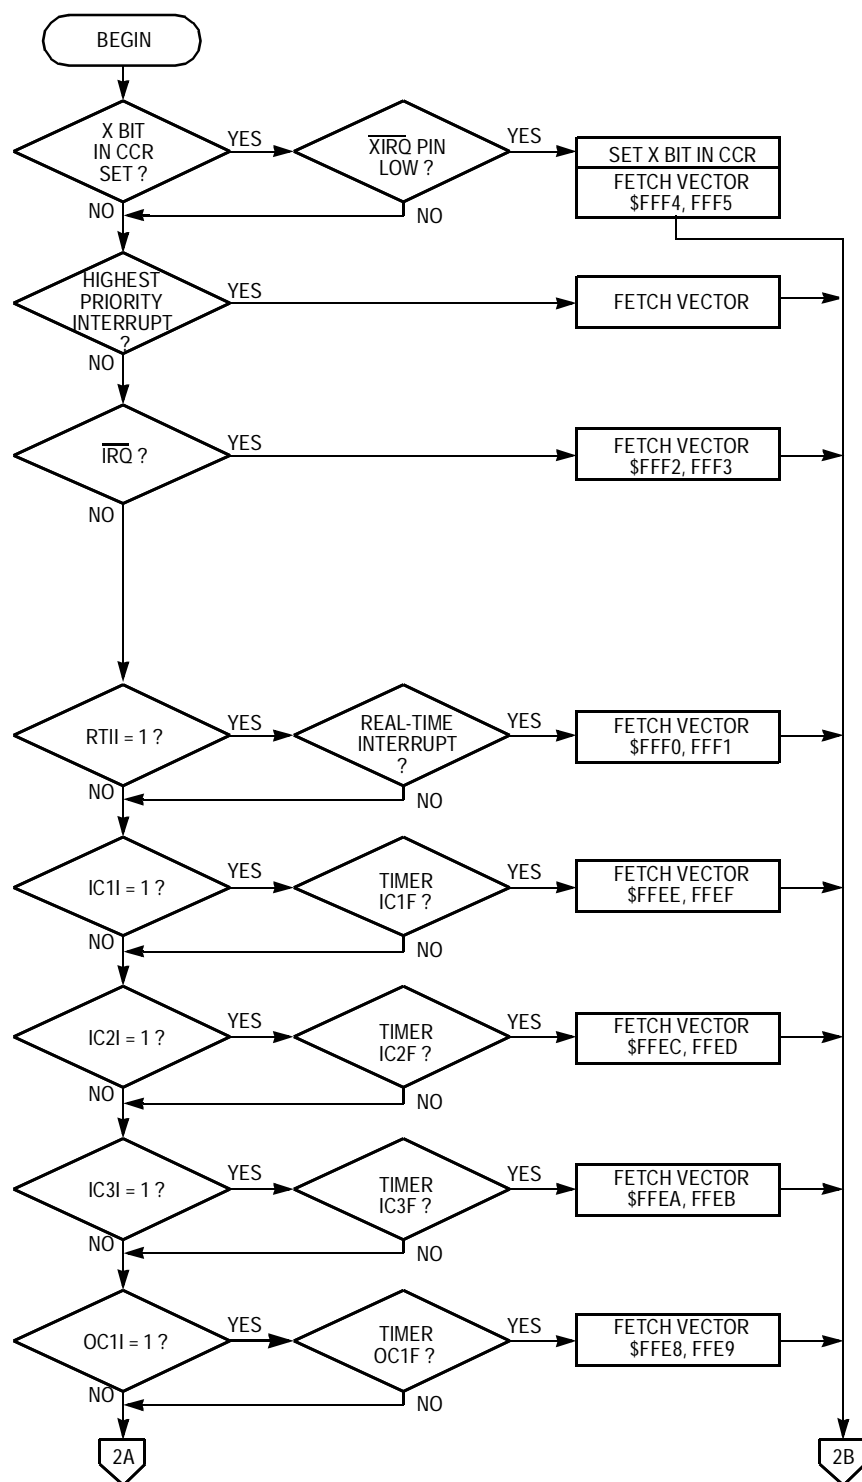 BEGIN
X BIT
IN CCR
SET ?
YES
NO
XIRQ PIN
LOW ?
YES
NO
SET X BIT IN CCR
FETCH VECTOR
$FFF4, FFF5
HIGHEST
PRIORITY
INTERRUPT
?
YES
NO
FETCH VECTOR
IRQ ?
YES
NO
FETCH VECTOR
$FFF2, FFF3
RTII = 1 ?
YES
NO
REAL-TIME
INTERRUPT
?
YES
NO
FETCH VECTOR
$FFF0, FFF1
IC1I = 1 ?
YES
NO
TIMER
IC1F ?
YES
NO
FETCH VECTOR
$FFEE, FFEF
IC2I = 1 ?
YES
NO
TIMER
IC2F ?
YES
NO
FETCH VECTOR
$FFEC, FFED
IC3I = 1 ?
YES
NO
TIMER
IC3F ?
YES
NO
FETCH VECTOR
$FFEA, FFEB
OC1I = 1 ?
YES
NO
TIMER
OC1F ?
YES
NO
FETCH VECTOR
$FFE8, FFE9
2A
2B